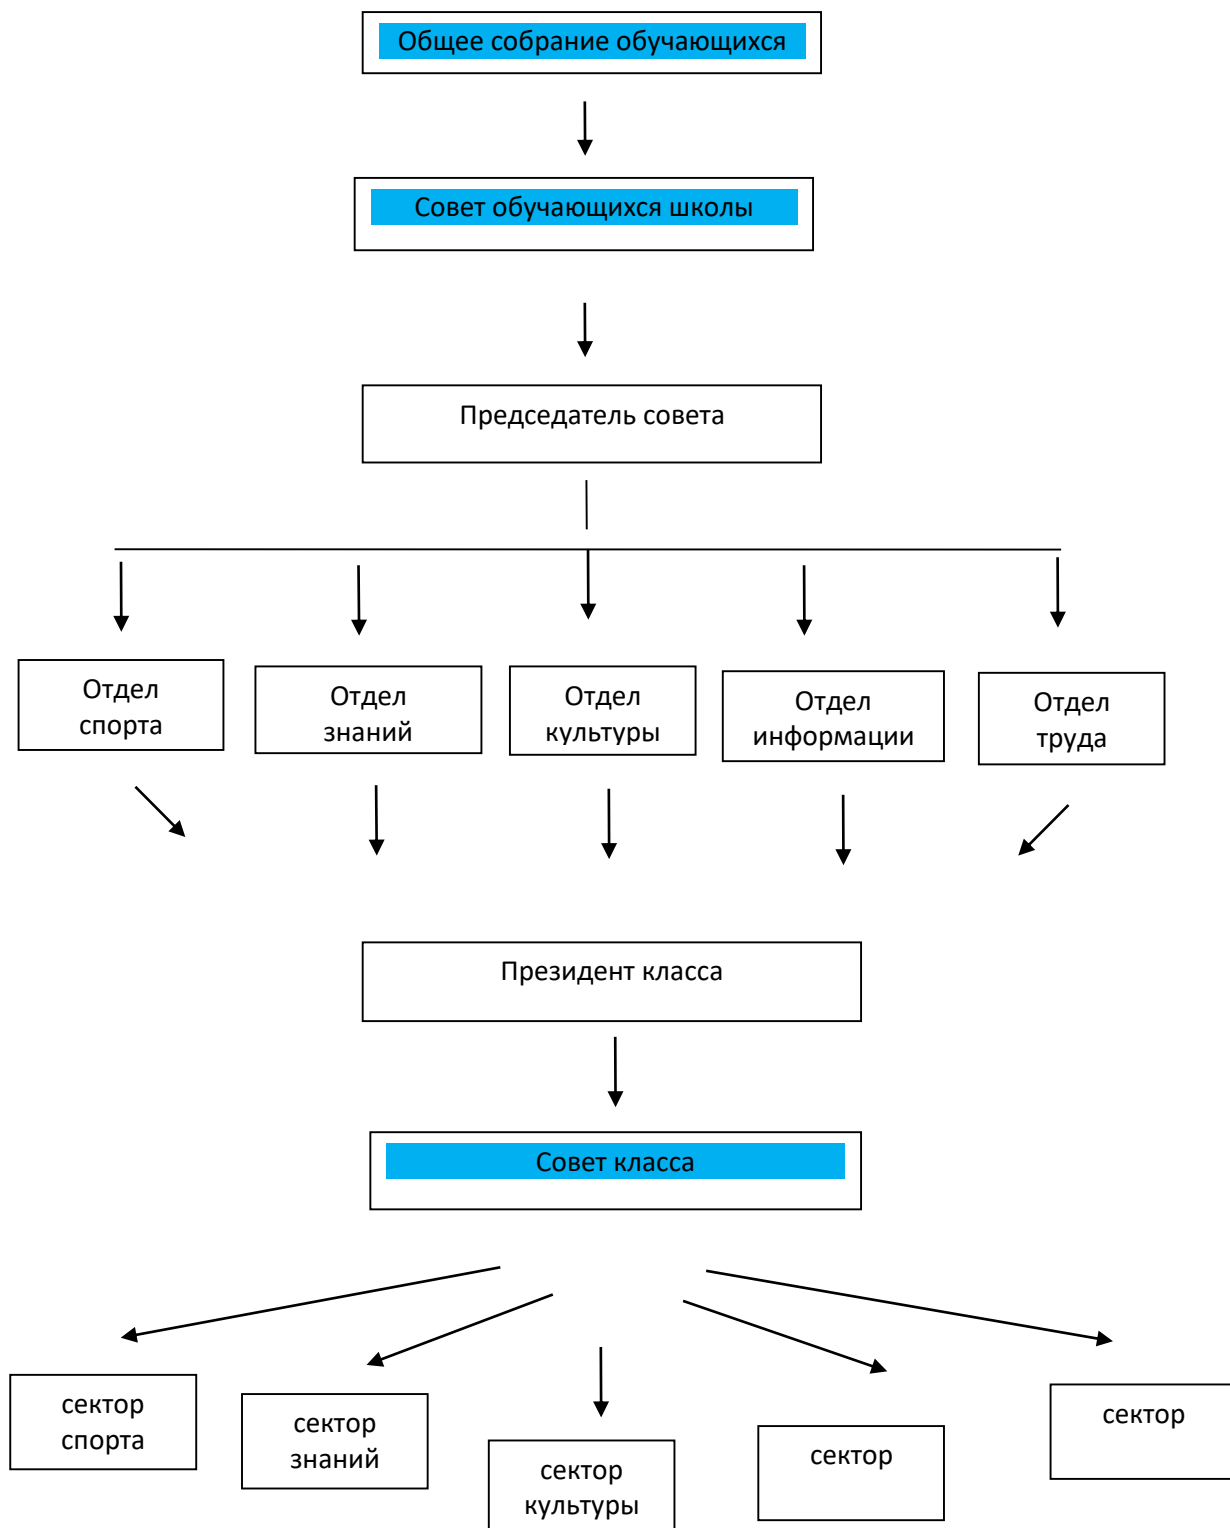 Общее собрание обучающихся
Совет обучающихся школы
Председатель совета
Отдел
спорта
Отдел
знаний
Отдел
культуры
Отдел
информации
Отдел
труда
Президент класса
Совет класса
сектор
спорта
сектор
знаний
сектор
культуры
сектор
сектор